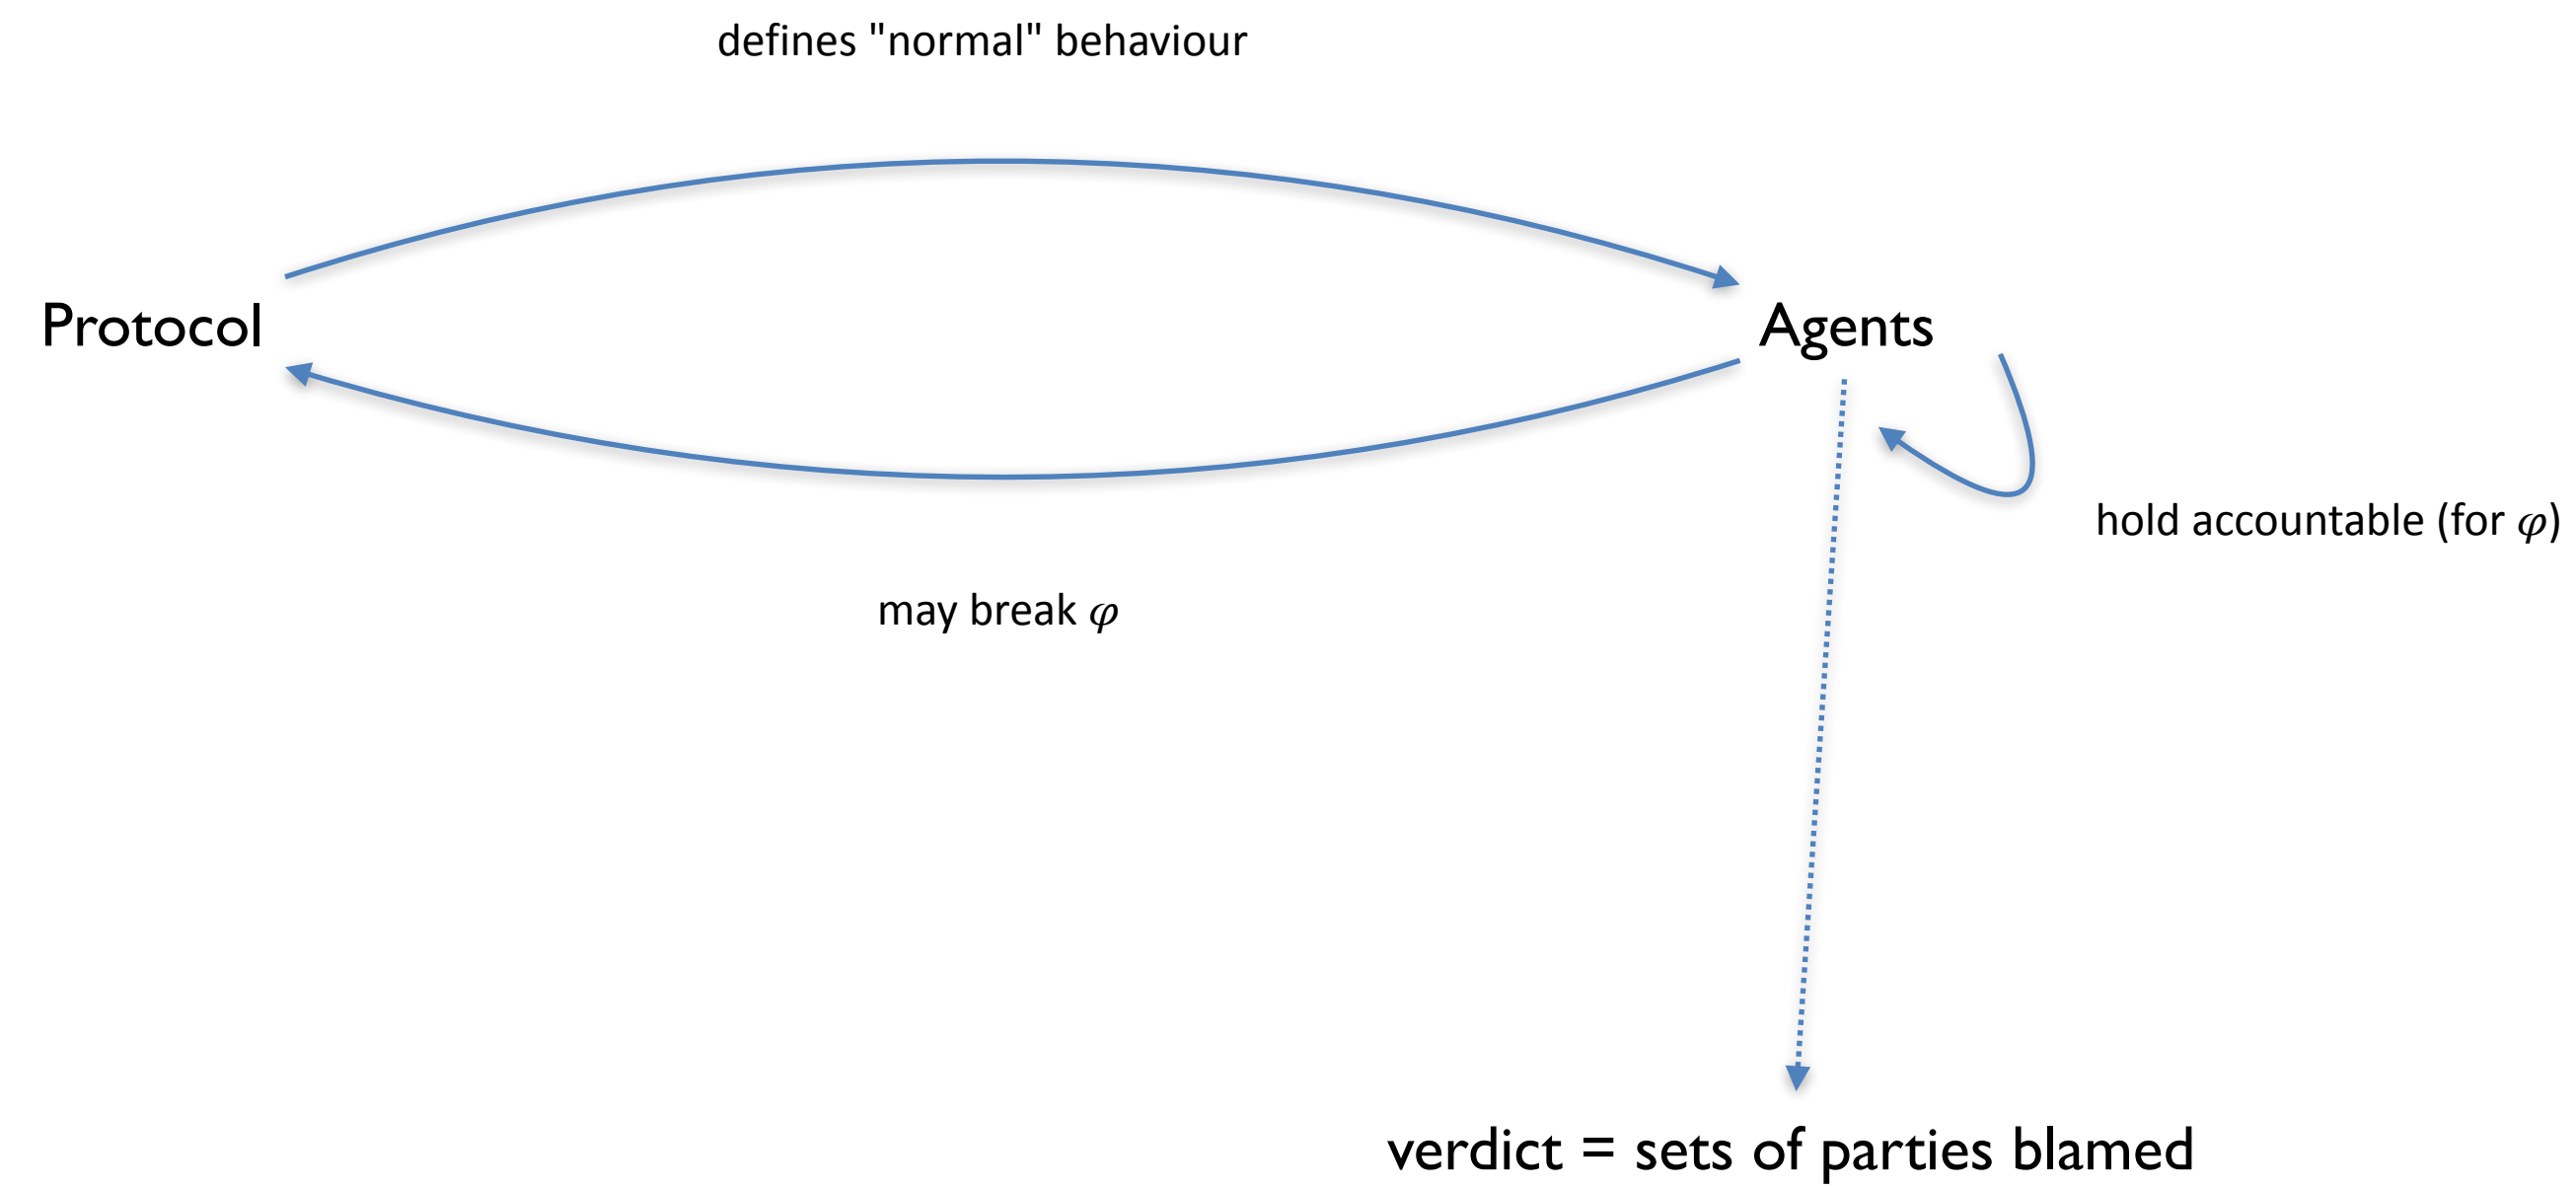 defines "normal" behaviour
Protocol
Agents
hold accountable (for φ)
may break φ
verdict = sets of parties blamed